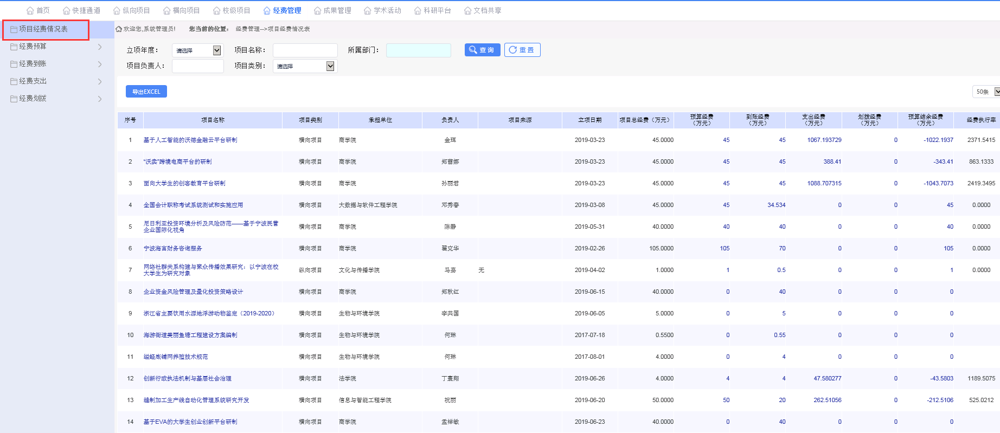 首页 快捷通道 纵向项目 横向项目 校级项目 经费管理 成果管理 学术活动 科研平台 文档共享
项目经费情况表
经费预算
经费到账
经费支出
经费划拨
欢迎您,系统管理员! 您当前的位置： 经费管理-->项目经费情况表
立项年度： 请选择 项目名称： 所属部门： 查询 重置
项目负责人： 项目类别： 请选择
导出EXCEL
50条
序号 项目名称 项目类别 承担单位 负责人 项目来源 立项日期 项目总经费（万元） 预算经费（万元） 到账经费（万元） 支出经费（万元） 划拨经费（万元） 预算结余经费（万元） 经费执行率
1 基于人工智能的沃德金融云平台研制 横向项目 商学院 金珥 2019-03-23 45.0000 45 45 1067.193729 0 -1022.1937 2371.5415
2 “沃卖”跨境电商平台的研制 横向项目 商学院 郑蓓娜 2019-03-23 45.0000 45 45 388.41 0 -343.41 863.1333
3 面向大学生的创客教育平台研制 横向项目 商学院 孙丽君 2019-03-23 45.0000 45 45 1088.707315 0 -1043.7073 2419.3495
4 全国会计职称考试系统测试和实施应用 横向项目 大数据与软件工程学院 邓秀春 2019-03-08 45.0000 45 34.534 0 0 45 0.0000
5 尼日利亚投资环境分析及风险防范——基于宁波民营企业国际化视角 横向项目 商学院 陈静 2019-05-31 40.0000 40 40 0 0 40 0.0000
6 宁波海富财务咨询服务 横向项目 商学院 翟立华 2019-02-26 105.0000 105 70 0 0 105 0.0000
7 网络社群关系构建与聚众传播效果研究：以宁波在校大学生为研究对象 纵向项目 文化与传播学院 马嘉 无 2019-04-02 1.0000 1 0.5 0 0 1 0.0000
8 企业资金风险管理及量化投资策略设计 横向项目 商学院 郑秋红 2019-06-15 40.0000 0 40 0 0 0
9 浙江省主要饮用水源地浮游动物鉴定（2019-2020） 横向项目 生物与环境学院 李共国 2019-06-05 5.0000 0 5 0 0 0
10 海游街道美丽鱼塘工程建设方案编制 横向项目 生物与环境学院 何琳 2017-07-18 0.5500 0 0.55 0 0 0
11 缢蛏底铺网养殖技术规范 横向项目 生物与环境学院 何琳 2017-08-01 4.0000 0 4 0 0 0
12 创新行政执法机制与基层社会治理 横向项目 法学院 丁寰翔 2019-06-26 4.0000 4 4 47.580277 0 -43.5803 1189.5075
13 缝制加工生产线自动化管理系统研究开发 横向项目 信息与智能工程学院 祝丽 2019-06-20 50.0000 50 20 262.51056 0 -212.5106 525.0212
14 基于EVA的大学生创业创新平台研制 横向项目 商学院 孟祥敏 2019-06-23 40.0000 0 40 0 0 0